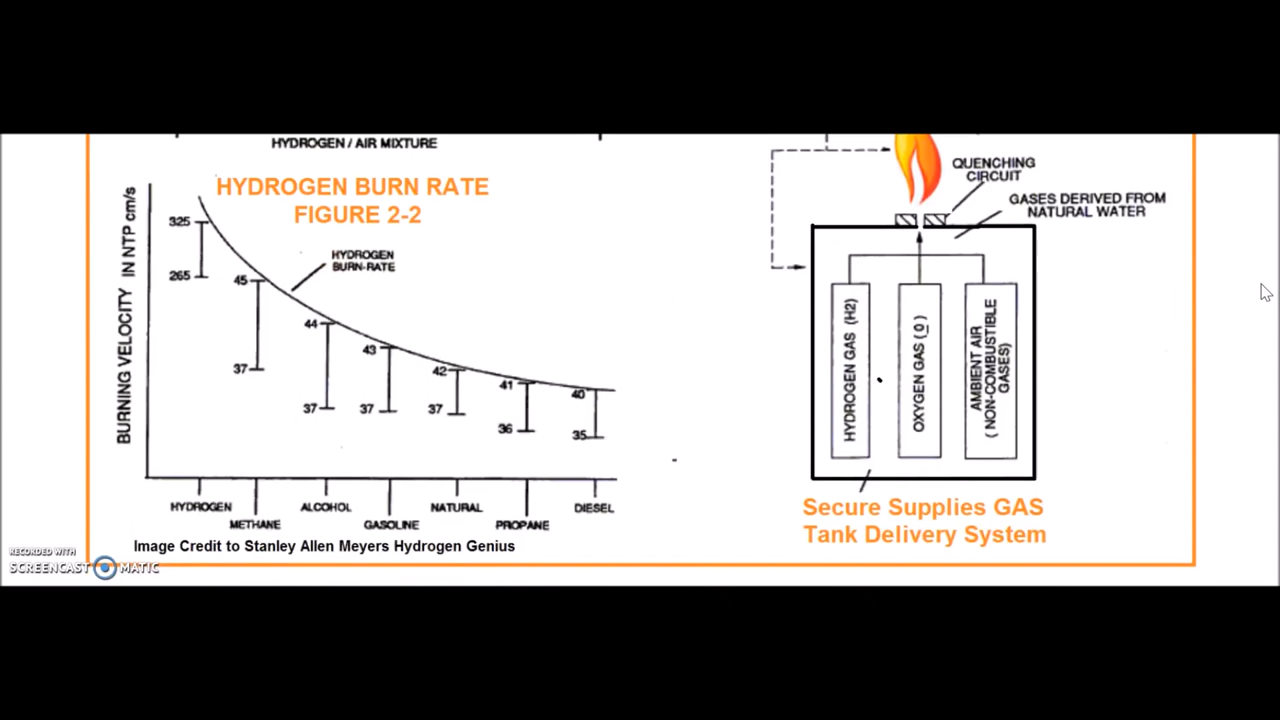 HYDROGEN / AIR MIXTURE
HYDROGEN BURN RATE
FIGURE 2-2
BURNING VELOCITY IN NTP cm/s
HYDROGEN
BURN-RATE
325
265
45
37
44
37
43
37
42
37
41
36
40
35
HYDROGEN
METHANE
ALCOHOL
GASOLINE
NATURAL
PROPANE
DIESEL
Image Credit to Stanley Allen Meyers Hydrogen Genius
QUENCHING
CIRCUIT
GASES DERIVED FROM
NATURAL WATER
HYDROGEN GAS (H2)
OXYGEN GAS (0)
AMBIENT AIR
( NON-COMBUSTIBLE
GASES)
Secure Supplies GAS
Tank Delivery System
RECORDED WITH
SCREENCAST MATIC